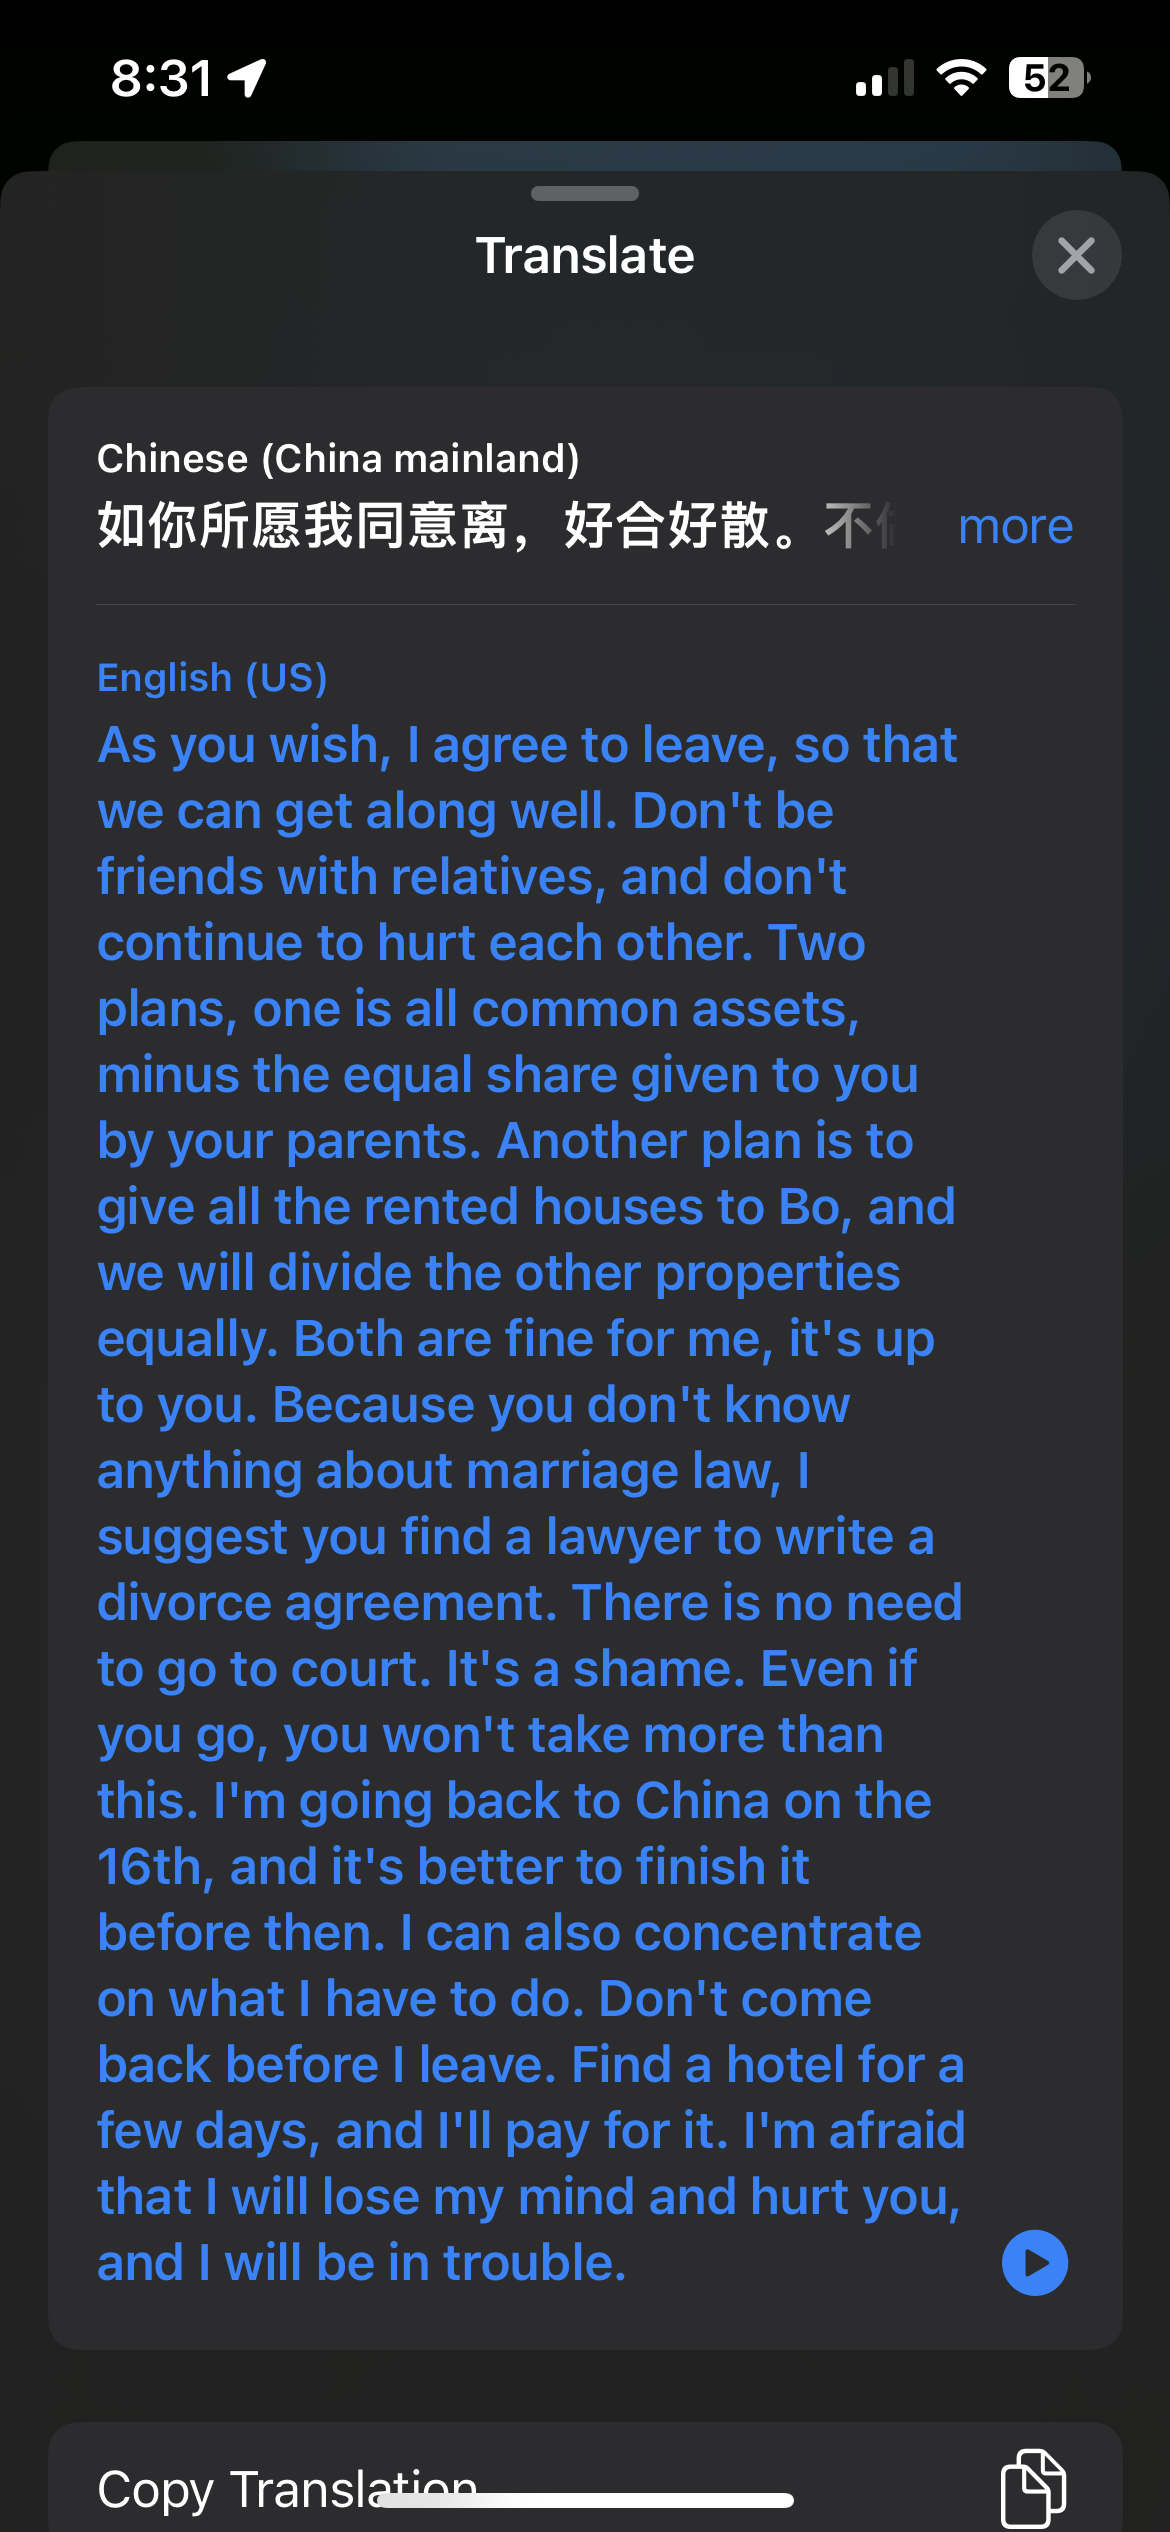 8:31
52
Translate
Chinese (China mainland)
如你所愿我同意离，好合好散。不
more
English (US)
As you wish, I agree to leave, so that
we can get along well. Don't be
friends with relatives, and don't
continue to hurt each other. Two
plans, one is all common assets,
minus the equal share given to you
by your parents. Another plan is to
give all the rented houses to Bo, and
we will divide the other properties
equally. Both are fine for me, it's up
to you. Because you don't know
anything about marriage law, I
suggest you find a lawyer to write a
divorce agreement. There is no need
to go to court. It's a shame. Even if
you go, you won't take more than
this. I'm going back to China on the
16th, and it's better to finish it
before then. I can also concentrate
on what I have to do. Don't come
back before I leave. Find a hotel for a
few days, and I'll pay for it. I'm afraid
that I will lose my mind and hurt you,
and I will be in trouble.
Copy Translation